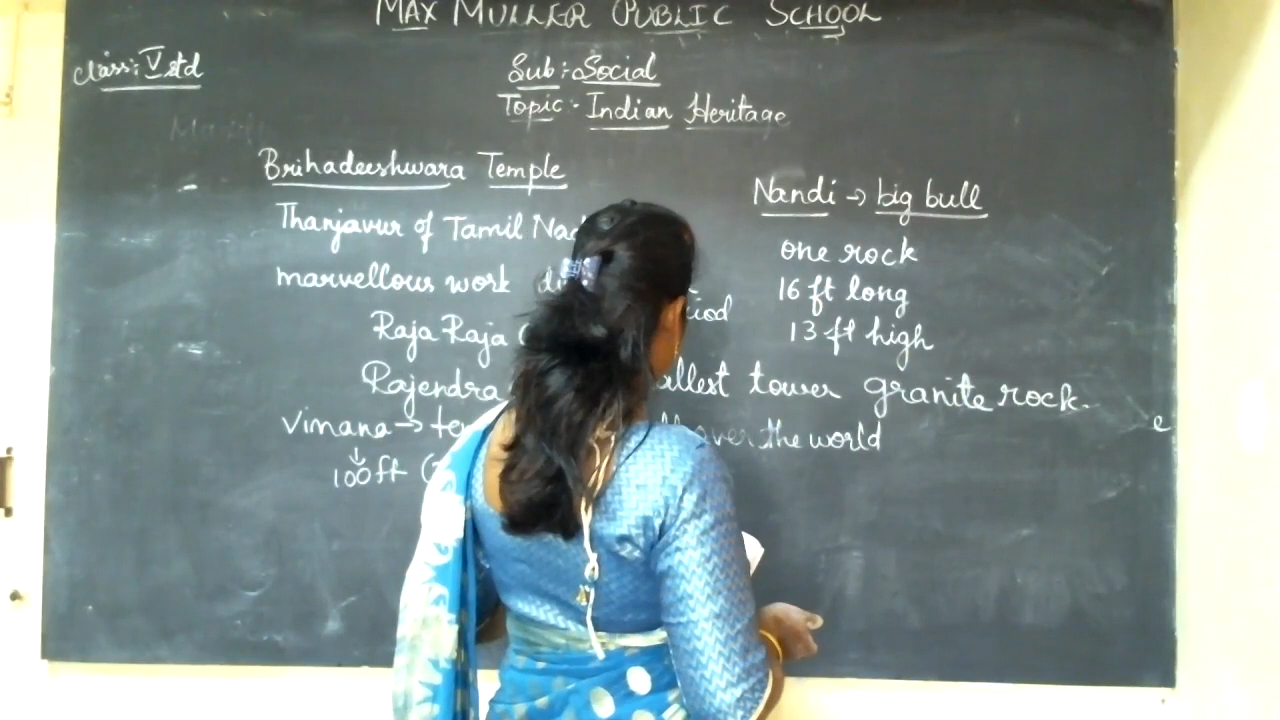 MAX MULLER PUBLIC SCHOOL
class: V std
Sub :- Social
Topic :- Indian Heritage
Brihadeeshwara Temple
Thanjavur of Tamil
marvellous work
Raja Raja
Rajendra
tower granite rock.
Vimana →
over the world
↓
100 ft (
Nandi → big bull
one rock
16 ft long
13 ft high
e